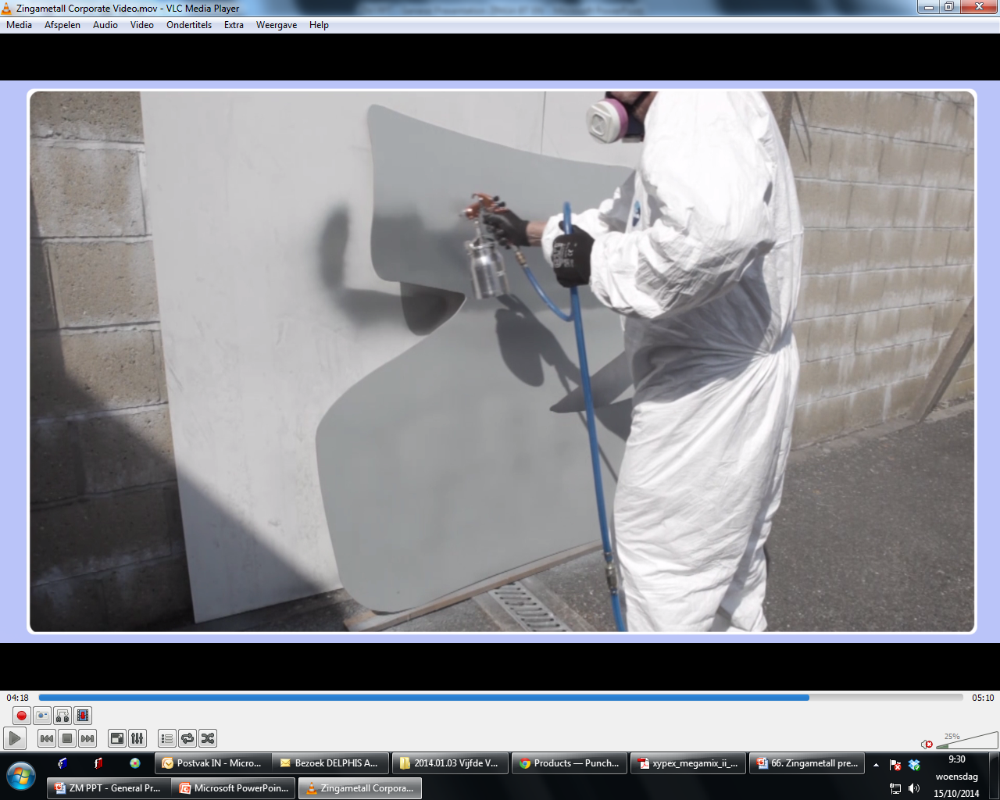 Zingametall Corporate Video.mov - VLC Media Player
Media Afspelen Audio Video Ondertitels Extra Weergave Help
04:18 05:10
25%
Postvak IN - Micro... Bezoek DELPHIS A... 2014.01.03 Vijfde V... Products — Punch... xypex_megamix_ii_... 66. Zingametall pre... 9:30
woensdag
ZM PPT - General Pr... Microsoft PowerPoin... Zingametall Corpora... 15/10/2014